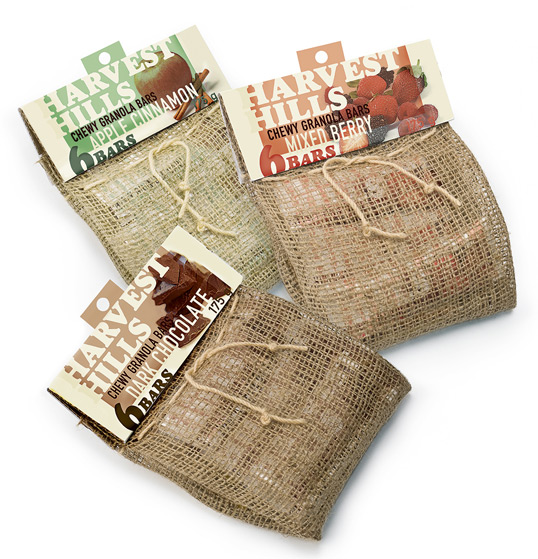 HARVEST
HILLS
CHEWY GRANOLA BARS
APPLE CINNAMON
6 BARS
HARVEST
HILLS
CHEWY GRANOLA BARS
MIXED BERRY
6 BARS
HARVEST
HILLS
CHEWY GRANOLA BARS
DARK CHOCOLATE
6 BARS
175